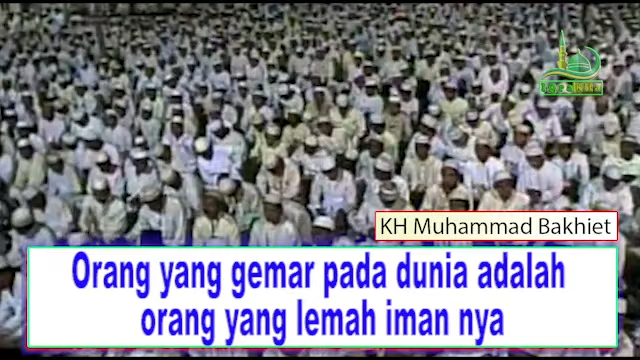 KH Muhammad Bakhiet
Orang yang gemar pada dunia adalah
orang yang lemah iman nya